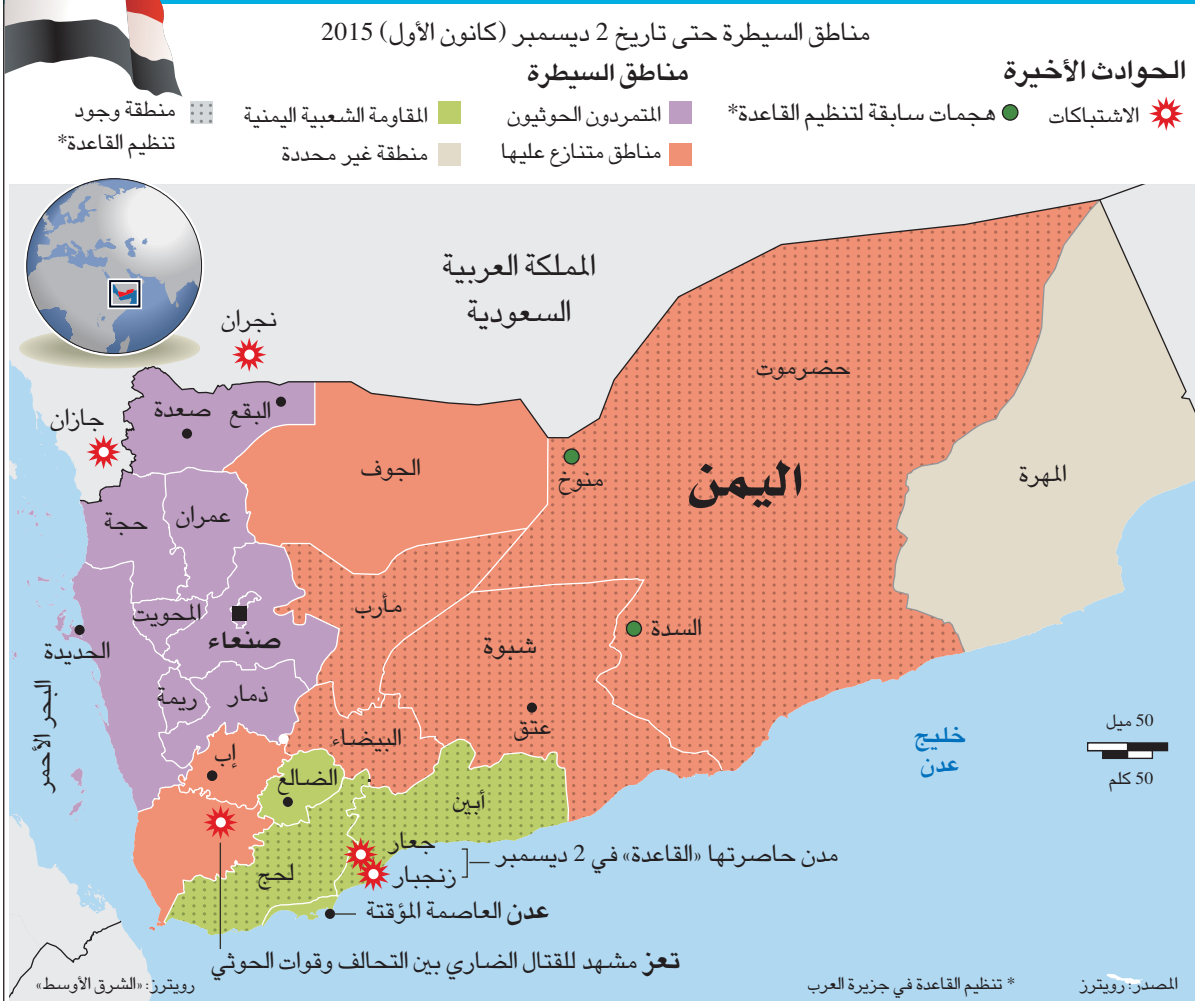 مناطق السيطرة حتى تاريخ 2 ديسمبر (كانون الأول) 2015
الحوادث الأخيرة
الاشتباكات
هجمات سابقة لتنظيم القاعدة*
مناطق السيطرة
المتمردون الحوثيون
المقاومة الشعبية اليمنية
مناطق متنازع عليها
منطقة غير محددة
منطقة وجود
تنظيم القاعدة*
المملكة العربية
السعودية
نجران
جازان
البقع
صعدة
حضرموت
الجوف
منوخ
اليمن
المهرة
حجة
عمران
مأرب
المحويت
صنعاء
الحديدة
شبوة
السدة
ذمار
ريمة
البحر الأحمر
عتق
البيضاء
إب
الضالع
أبين
خليج
عدن
50 ميل
50 كلم
جعار
زنجبار
مدن حاصرتها «القاعدة» في 2 ديسمبر
لحج
عدن العاصمة المؤقتة
تعز مشهد للقتال الضاري بين التحالف وقوات الحوثي
المصدر: رويترز
* تنظيم القاعدة في جزيرة العرب
رويترز: «الشرق الأوسط»